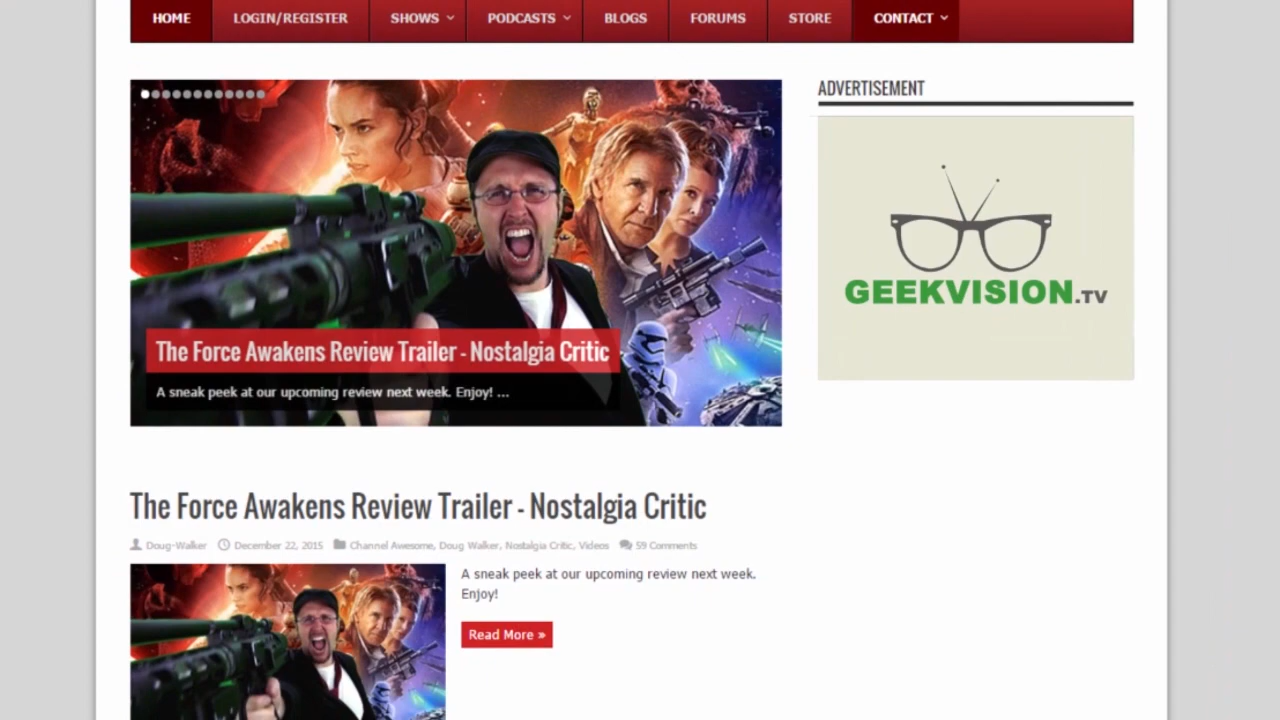 HOME LOGIN/REGISTER SHOWS PODCASTS BLOGS FORUMS STORE CONTACT
ADVERTISEMENT
GEEKVISION.TV
The Force Awakens Review Trailer - Nostalgia Critic
A sneak peek at our upcoming review next week. Enjoy! ...
The Force Awakens Review Trailer - Nostalgia Critic
Doug-Walker December 22, 2015 Channel Awesome, Doug Walker, Nostalgia Critic, Videos 59 Comments
A sneak peek at our upcoming review next week.
Enjoy!
Read More »